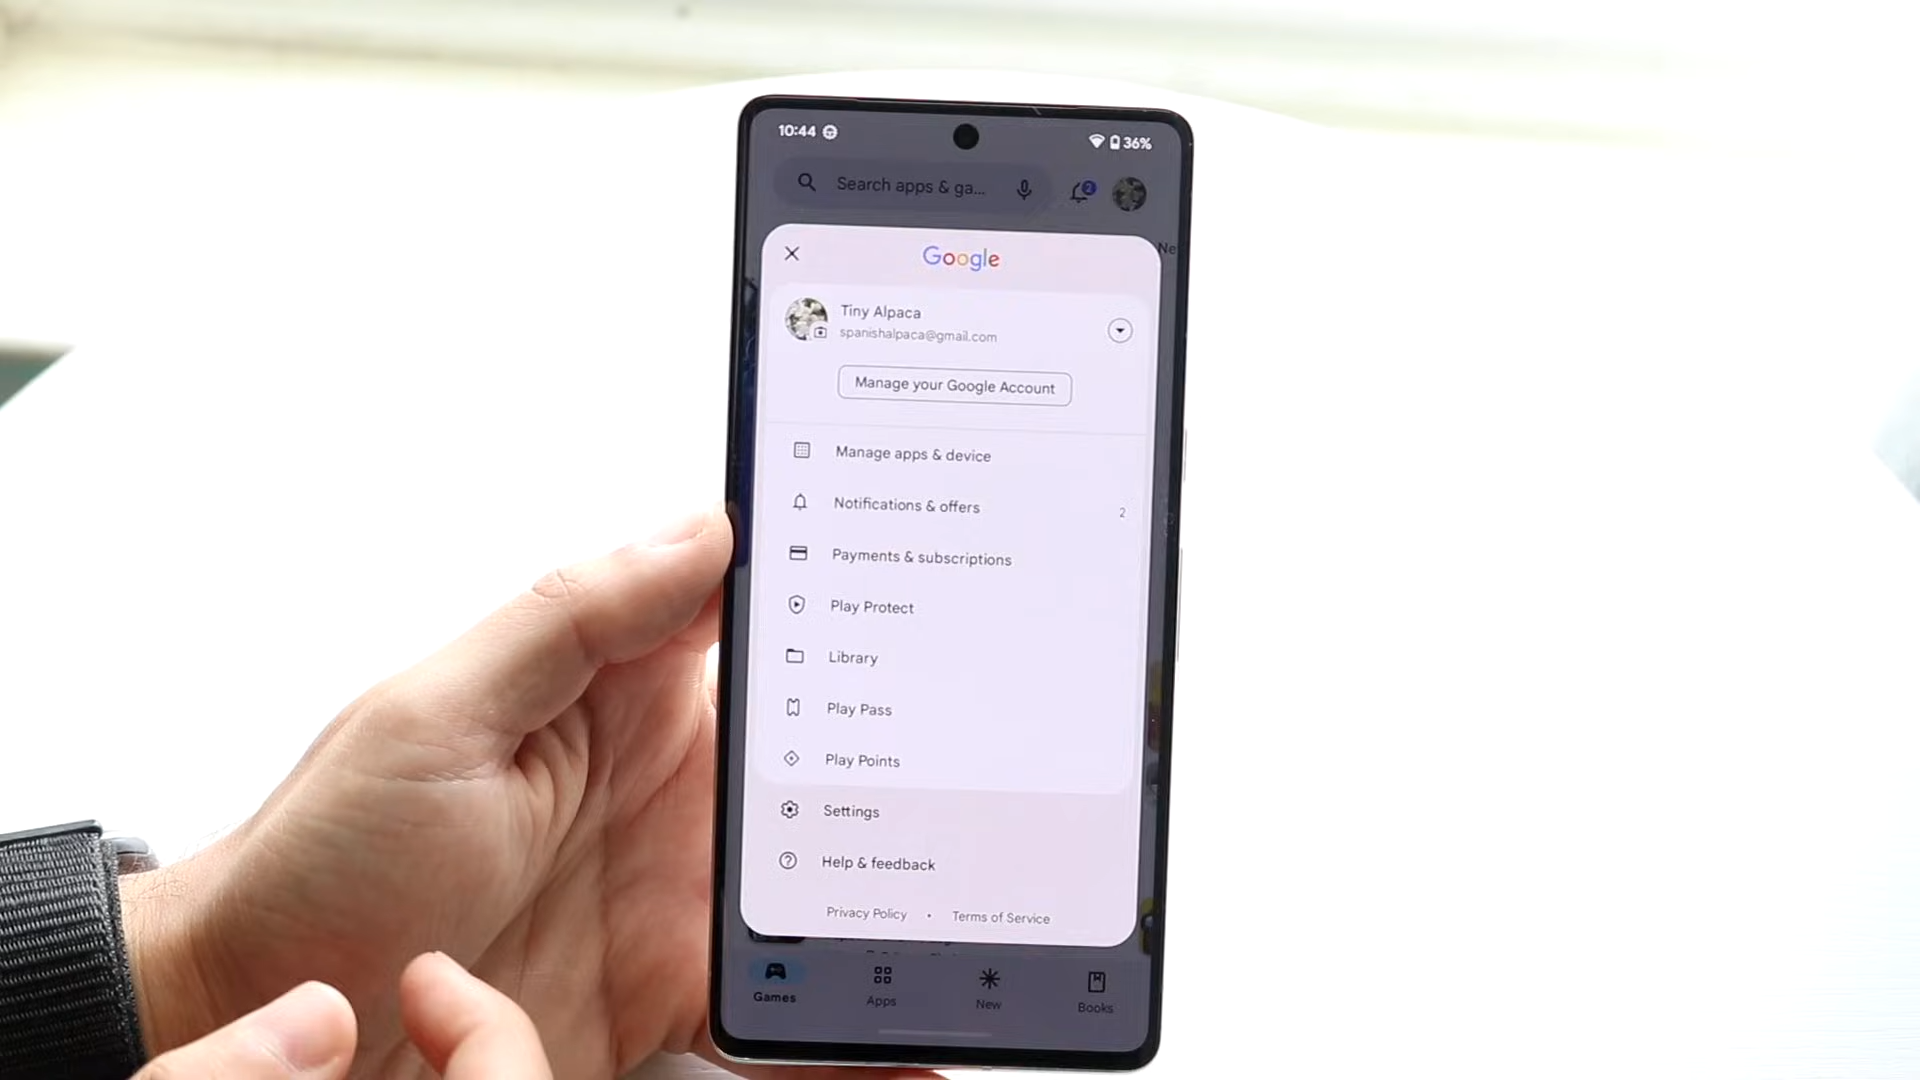 10:44
36%
Search apps & ga...
2
Ne
Google
Tiny Alpaca
spanishalpaca@gmail.com
Manage your Google Account
Manage apps & device
Notifications & offers
2
Payments & subscriptions
Play Protect
Library
Play Pass
Play Points
Settings
Help & feedback
Privacy Policy • Terms of Service
Games
Apps
New
Books